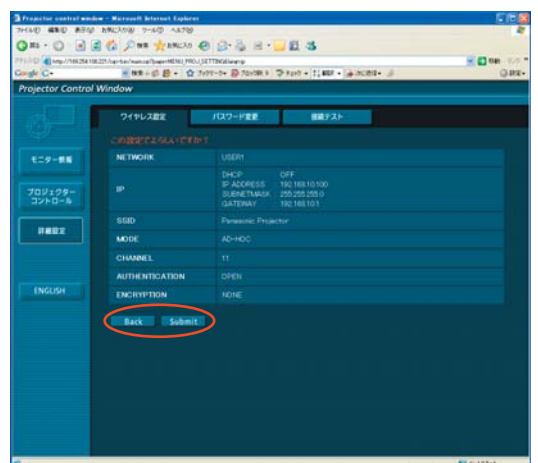 Projector control window - Microsoft Internet Explorer
Google
Projector Control Window
ワイヤレス設定 パスワード変更 接続テスト
この設定でよろしいですか？
モニター情報
プロジェクター
コントロール
詳細設定
ENGLISH
NETWORK USER1
IP DHCP OFF
IP ADDRESS : 192.168.10.100
SUBNETMASK : 255.255.255.0
GATEWAY : 192.168.10.1
SSID Panasonic Projector
MODE AD-HOC
CHANNEL 11
AUTHENTICATION OPEN
ENCRYPTION NONE
Back Submit